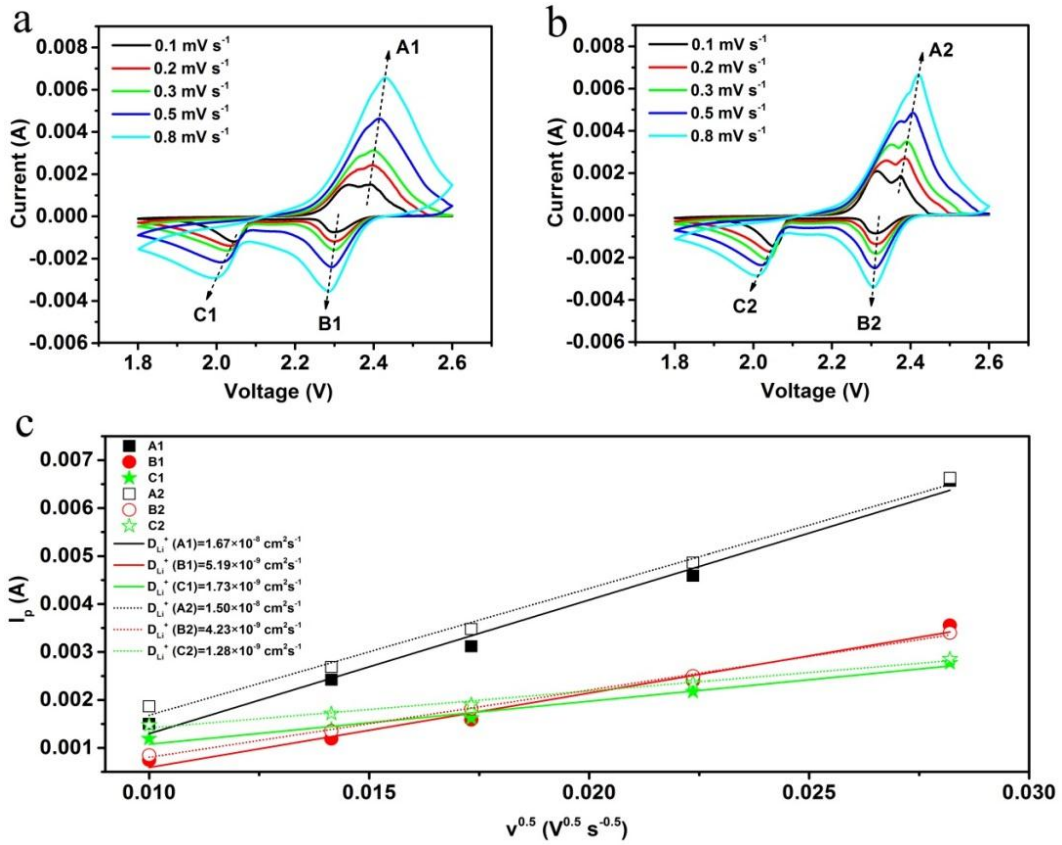 a
0.008
0.006
0.004
0.002
0.000
-0.002
-0.004
-0.006
Current (A)
0.1 mV s⁻¹
0.2 mV s⁻¹
0.3 mV s⁻¹
0.5 mV s⁻¹
0.8 mV s⁻¹
A1
C1
B1
1.8 2.0 2.2 2.4 2.6
Voltage (V)
b
0.008
0.006
0.004
0.002
0.000
-0.002
-0.004
-0.006
Current (A)
0.1 mV s⁻¹
0.2 mV s⁻¹
0.3 mV s⁻¹
0.5 mV s⁻¹
0.8 mV s⁻¹
A2
C2
B2
1.8 2.0 2.2 2.4 2.6
Voltage (V)
c
0.007
0.006
0.005
0.004
0.003
0.002
0.001
Iₚ (A)
A1
B1
C1
A2
B2
C2
D_Li⁺ (A1)=1.67×10⁻⁸ cm²s⁻¹
D_Li⁺ (B1)=5.19×10⁻⁹ cm²s⁻¹
D_Li⁺ (C1)=1.73×10⁻⁹ cm²s⁻¹
D_Li⁺ (A2)=1.50×10⁻⁸ cm²s⁻¹
D_Li⁺ (B2)=4.23×10⁻⁹ cm²s⁻¹
D_Li⁺ (C2)=1.28×10⁻⁹ cm²s⁻¹
0.010 0.015 0.020 0.025 0.030
v⁰·⁵ (V⁰·⁵ s⁻⁰·⁵)